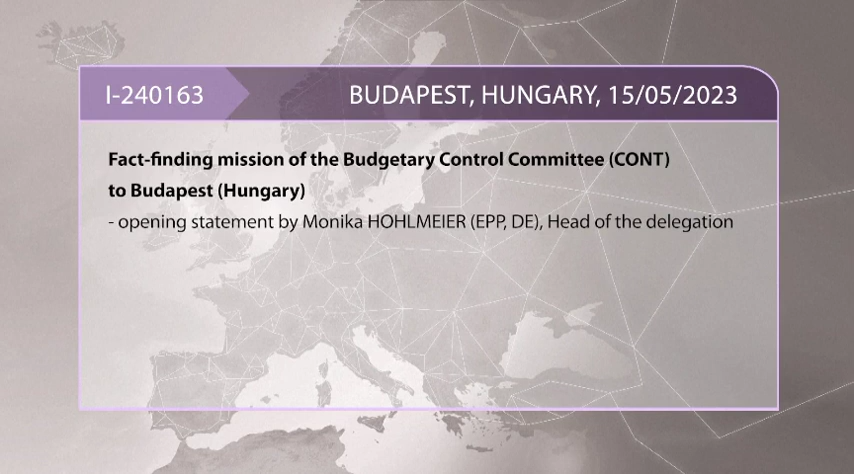 I-240163
BUDAPEST, HUNGARY, 15/05/2023
Fact-finding mission of the Budgetary Control Committee (CONT)
to Budapest (Hungary)
- opening statement by Monika HOHLMEIER (EPP, DE), Head of the delegation